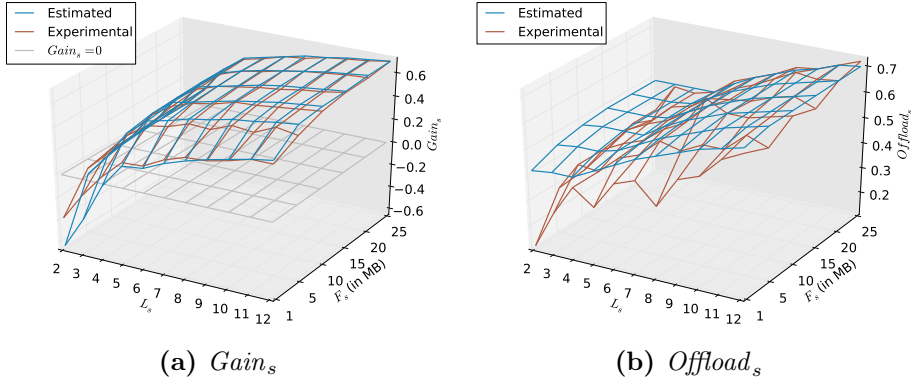 Estimated
Experimental
Gain_s = 0
0.6
0.4
0.2
0.0
−0.2
−0.4
−0.6
Gain_s
2 3 4 5 6 7 8 9 10 11 12
L_s
1 5 10 15 20 25
F_s (in MB)
(a) Gain_s
Estimated
Experimental
0.7
0.6
0.5
0.4
0.3
0.2
Offload_s
2 3 4 5 6 7 8 9 10 11 12
L_s
1 5 10 15 20 25
F_s (in MB)
(b) Offload_s